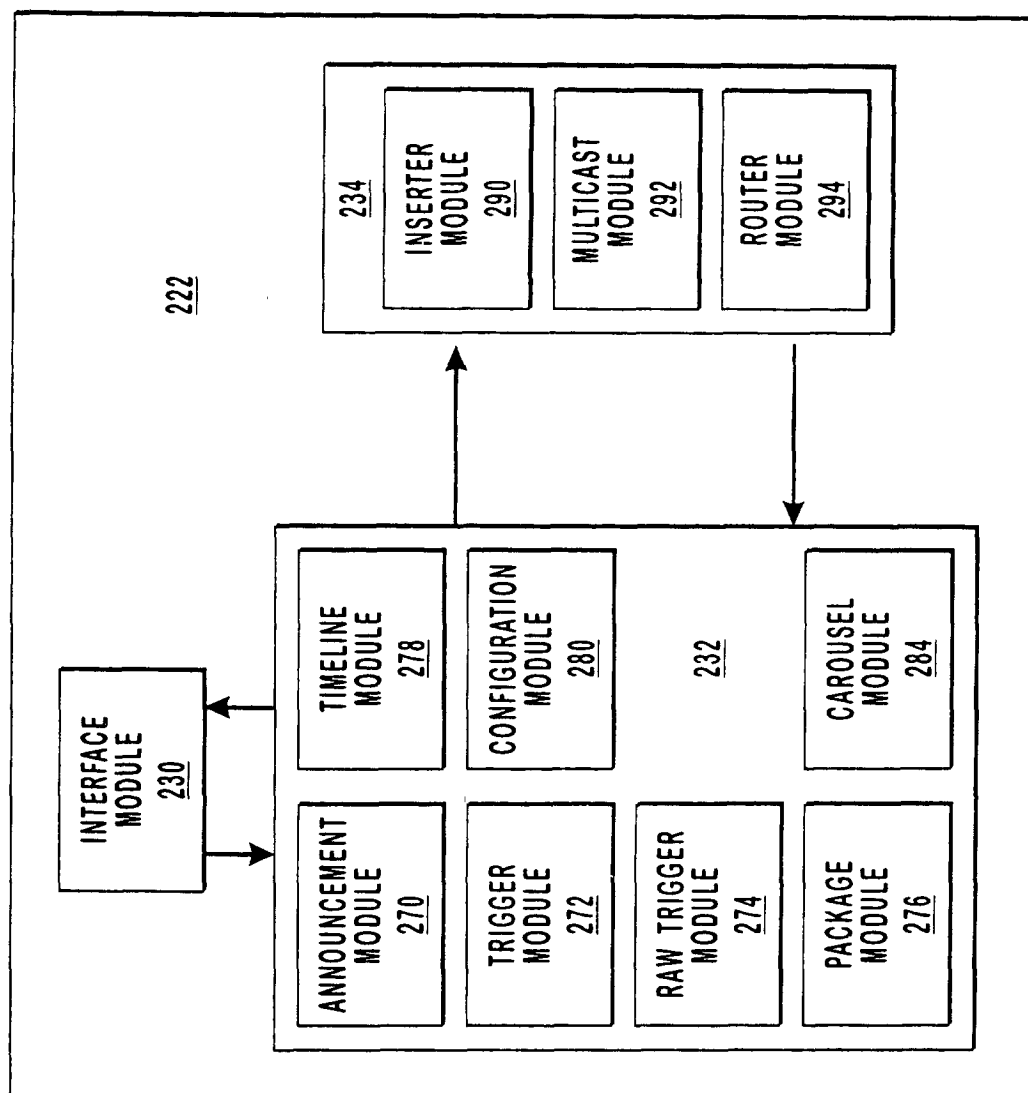 222
INTERFACE
MODULE
230
ANNOUNCEMENT
MODULE
270
TIMELINE
MODULE
278
TRIGGER
MODULE
272
CONFIGURATION
MODULE
280
RAW TRIGGER
MODULE
274
232
PACKAGE
MODULE
276
CAROUSEL
MODULE
284
234
INSERTER
MODULE
290
MULTICAST
MODULE
292
ROUTER
MODULE
294